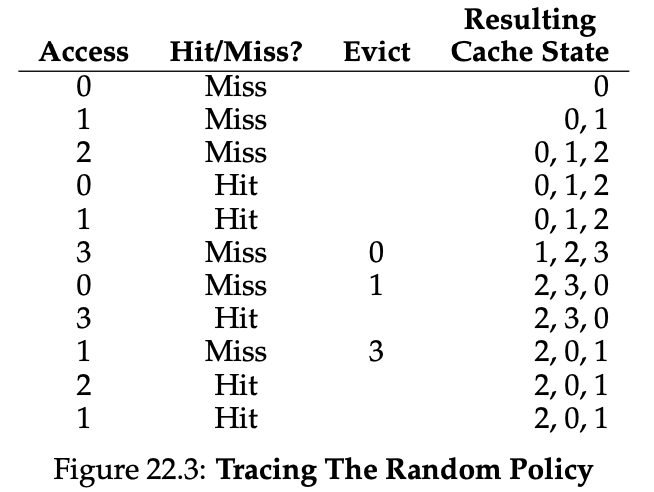 Resulting
Access Hit/Miss? Evict Cache State
0 Miss 0
1 Miss 0, 1
2 Miss 0, 1, 2
0 Hit 0, 1, 2
1 Hit 0, 1, 2
3 Miss 0 1, 2, 3
0 Miss 1 2, 3, 0
3 Hit 2, 3, 0
1 Miss 3 2, 0, 1
2 Hit 2, 0, 1
1 Hit 2, 0, 1
Figure 22.3: Tracing The Random Policy